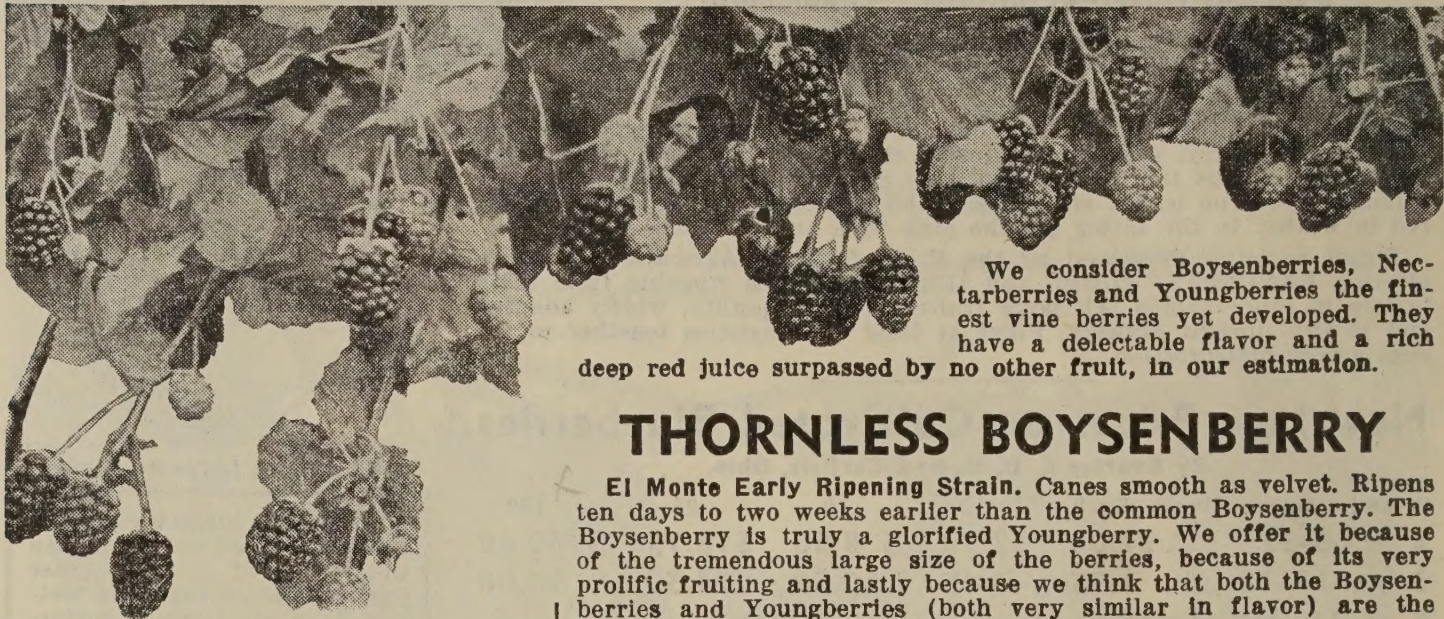 We consider Boysenberries, Nec-
tarberries and Youngberries the fin-
est vine berries yet developed. They
have a delectable flavor and a rich
deep red juice surpassed by no other fruit, in our estimation.
THORNLESS BOYSENBERRY
El Monte Early Ripening Strain. Canes smooth as velvet. Ripens
ten days to two weeks earlier than the common Boysenberry. The
Boysenberry is truly a glorified Youngberry. We offer it because
of the tremendous large size of the berries, because of its very
prolific fruiting and lastly because we think that both the Boysen-
berries and Youngberries (both very similar in flavor) are the